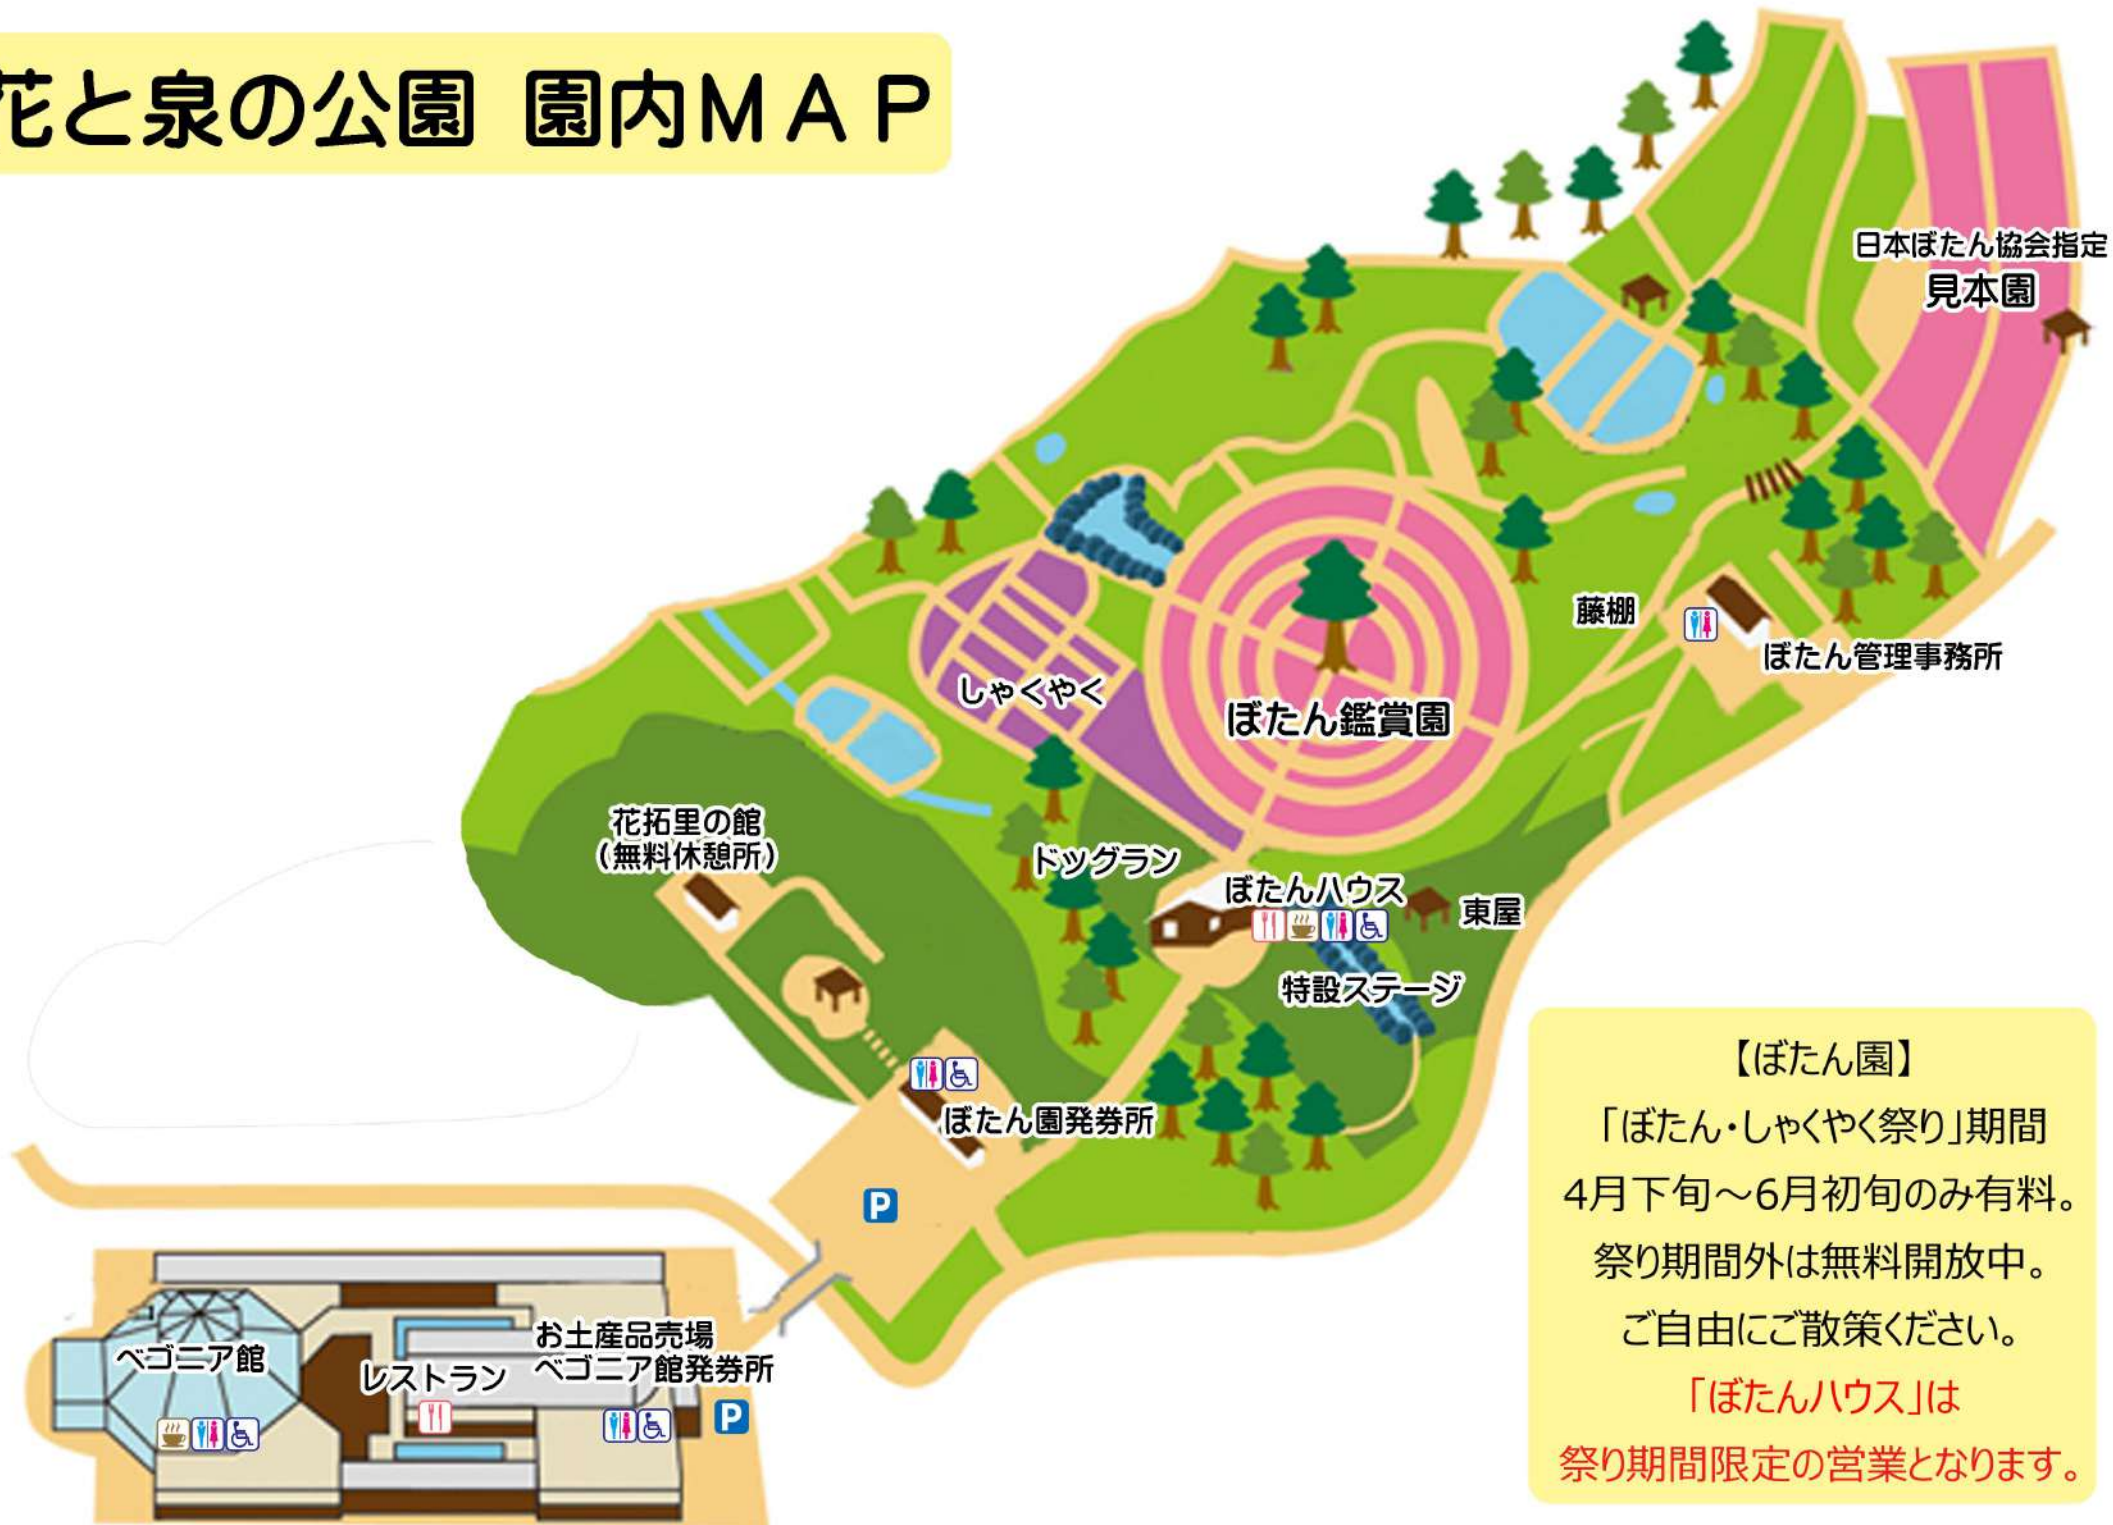 花と泉の公園 園内MAP
日本ぼたん協会指定
見本園
藤棚
ぼたん管理事務所
しゃくやく
ぼたん鑑賞園
花拓里の館
(無料休憩所)
ドッグラン
ぼたんハウス
東屋
特設ステージ
ぼたん園発券所
P
ベゴニア館
レストラン
お土産品売場
ベゴニア館発券所
P
【ぼたん園】
「ぼたん・しゃくやく祭り」期間
4月下旬～6月初旬のみ有料。
祭り期間外は無料開放中。
ご自由にご散策ください。
「ぼたんハウス」は
祭り期間限定の営業となります。